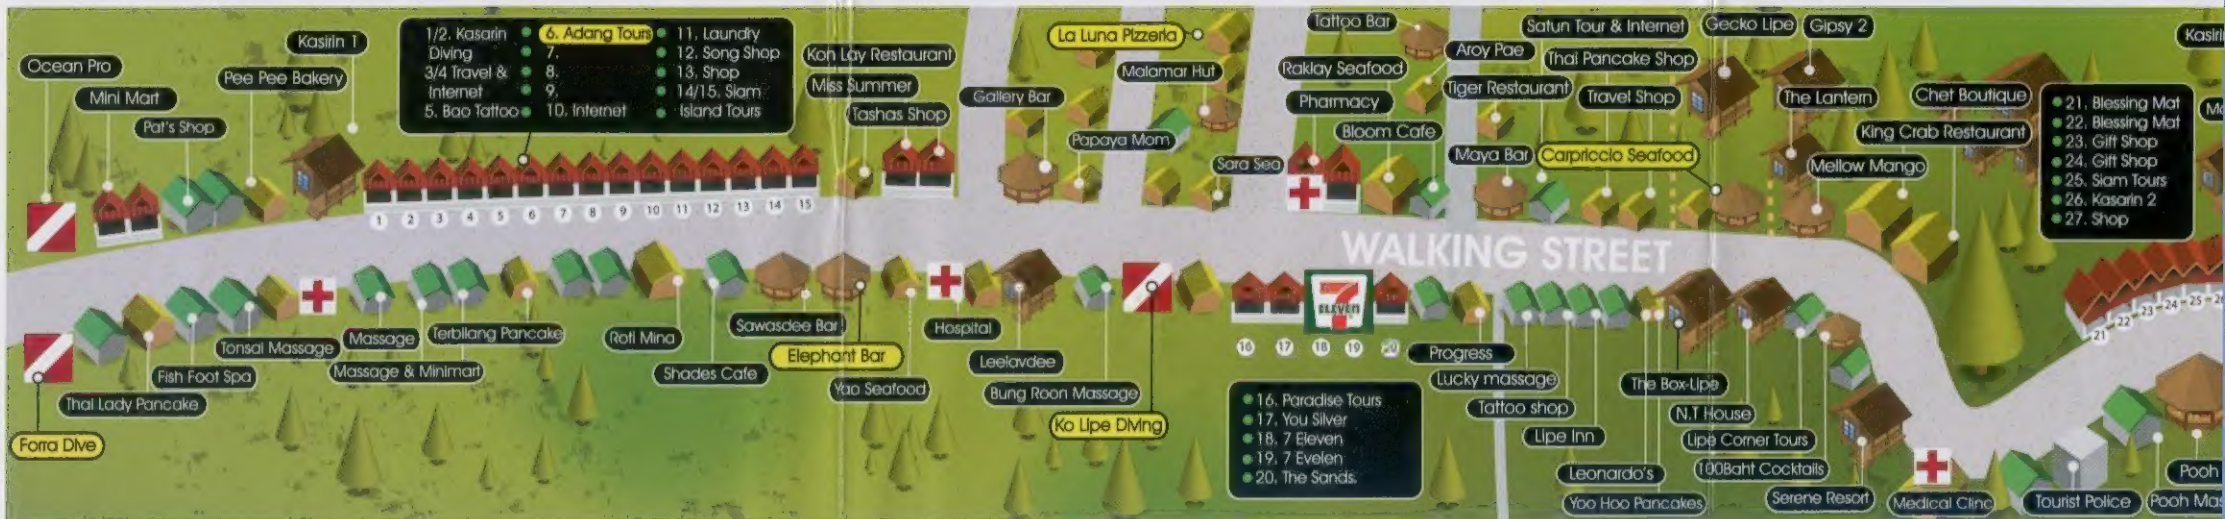 Ocean Pro
Mini Mart
Pat's Shop
Pee Pee Bakery
Kasirin 1
1/2. Kasarin
Diving
3/4 Travel &
Internet
5. Bao Tattoo
6. Adang Tours
7.
8.
9.
10. Internet
11. Laundry
12. Song Shop
13. Shop
14/15. Siam
Island Tours
Kon Lay Restaurant
Miss Summer
Tashas Shop
Gallery Bar
La Luna Pizzeria
Malamar Hut
Papaya Mom
Sara Sea
Tattoo Bar
Raklay Seafood
Pharmacy
Bloom Cafe
Aroy Pae
Tiger Restaurant
Maya Bar
Satun Tour & Internet
Thai Pancake Shop
Travel Shop
Carpriccio Seafood
Gecko Lipe
Gipsy 2
The Lantern
Mellow Mango
Chet Boutique
King Crab Restaurant
21. Blessing Mat
22. Blessing Mat
23. Gift Shop
24. Gift Shop
25. Siam Tours
26. Kasarin 2
27. Shop
1 2 3 4 5 6 7 8 9 10 11 12 13 14 15
WALKING STREET
7
ELEVEN
16 17 18 19 20
21 22 23 24 25
Forra Dive
Thai Lady Pancake
Fish Foot Spa
Tonsai Massage
Massage
Massage & Minimart
Terbilang Pancake
Roti Mina
Shades Cafe
Sawasdee Bar
Elephant Bar
Yao Seafood
Hospital
Leelavdee
Bung Roon Massage
Ko Lipe Diving
16. Paradise Tours
17. You Silver
18. 7 Eleven
19. 7 Evelen
20. The Sands.
Progress
Lucky massage
Tattoo shop
Lipe Inn
Leonardo's
Yoo Hoo Pancakes
The Box-Lipe
N.T House
Lipe Corner Tours
100Baht Cocktails
Serene Resort
Medical Clinc
Tourist Police
Pooh
Pooh